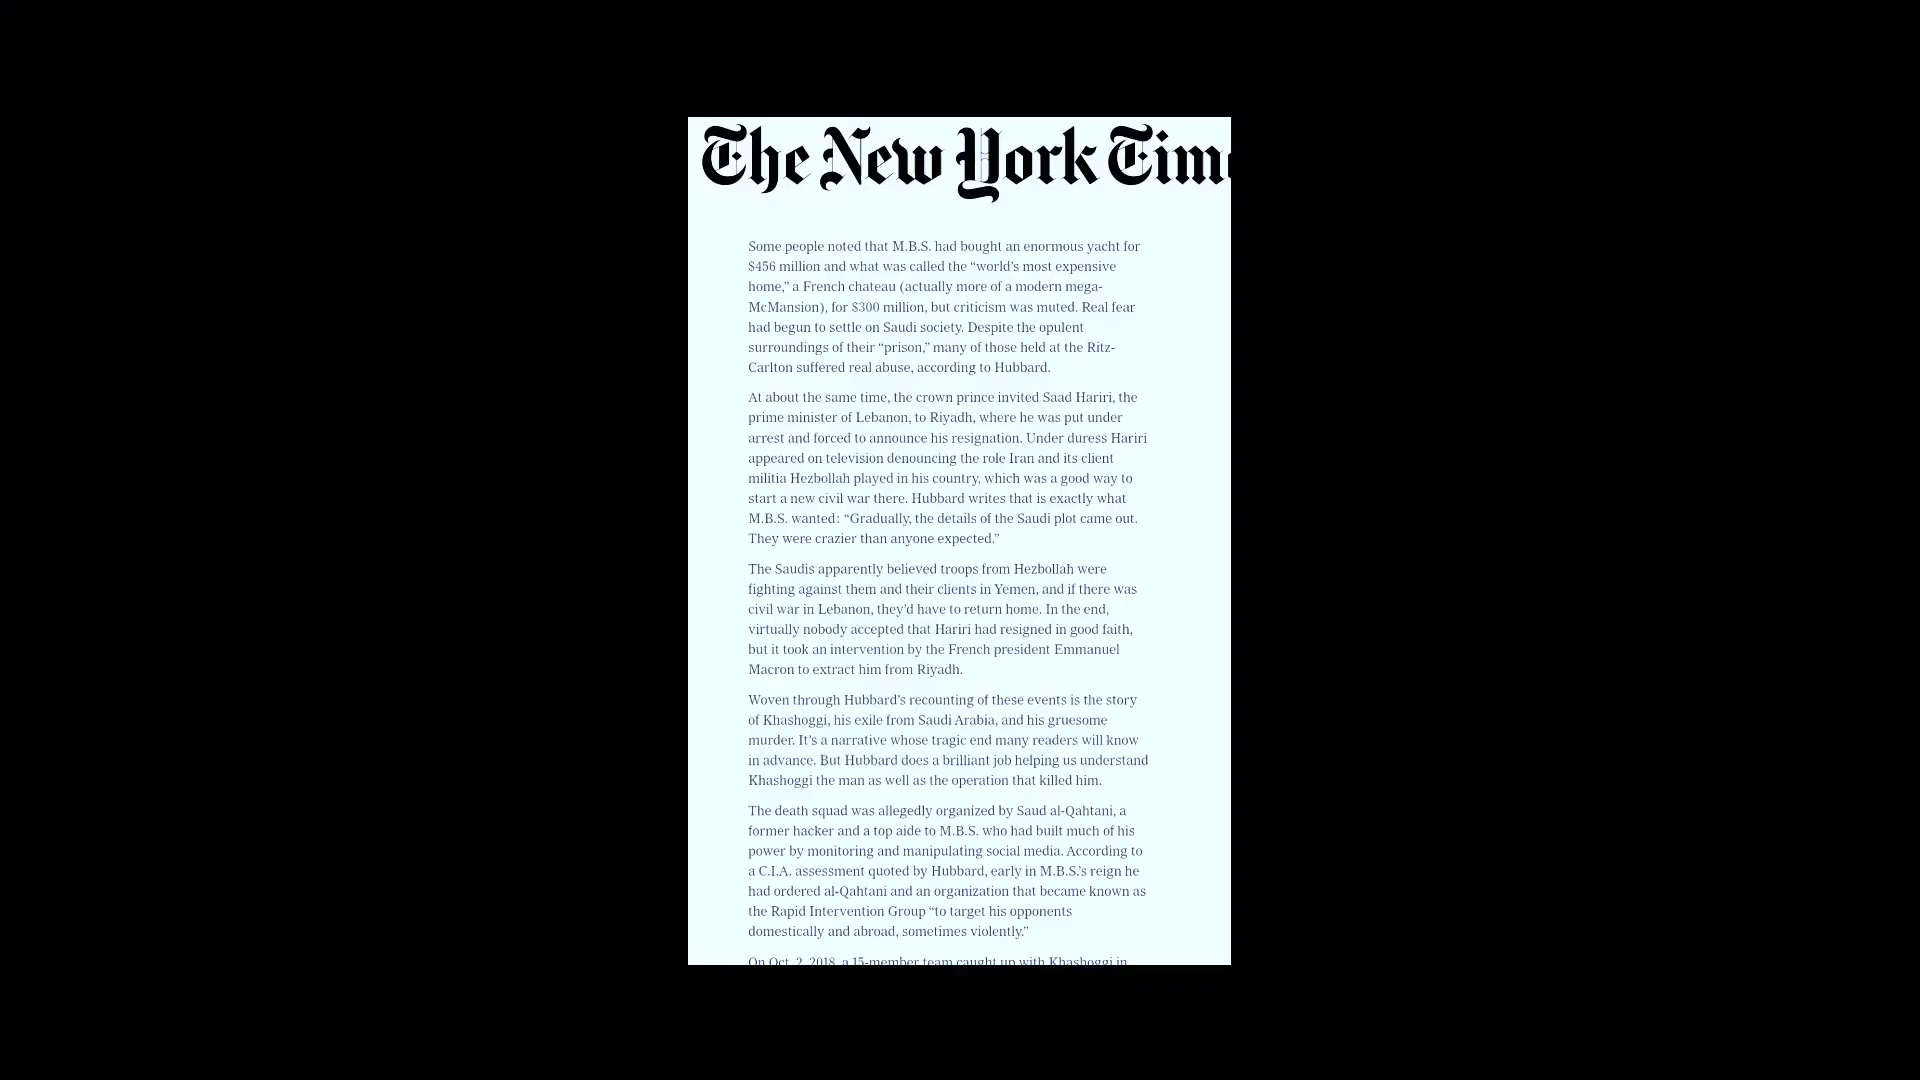 The New York Tim
Some people noted that M.B.S. had bought an enormous yacht for
$456 million and what was called the “world’s most expensive
home,” a French chateau (actually more of a modern mega-
McMansion), for $300 million, but criticism was muted. Real fear
had begun to settle on Saudi society. Despite the opulent
surroundings of their “prison,” many of those held at the Ritz-
Carlton suffered real abuse, according to Hubbard.
At about the same time, the crown prince invited Saad Hariri, the
prime minister of Lebanon, to Riyadh, where he was put under
arrest and forced to announce his resignation. Under duress Hariri
appeared on television denouncing the role Iran and its client
militia Hezbollah played in his country, which was a good way to
start a new civil war there. Hubbard writes that is exactly what
M.B.S. wanted: “Gradually, the details of the Saudi plot came out.
They were crazier than anyone expected.”
The Saudis apparently believed troops from Hezbollah were
fighting against them and their clients in Yemen, and if there was
civil war in Lebanon, they’d have to return home. In the end,
virtually nobody accepted that Hariri had resigned in good faith,
but it took an intervention by the French president Emmanuel
Macron to extract him from Riyadh.
Woven through Hubbard’s recounting of these events is the story
of Khashoggi, his exile from Saudi Arabia, and his gruesome
murder. It’s a narrative whose tragic end many readers will know
in advance. But Hubbard does a brilliant job helping us understand
Khashoggi the man as well as the operation that killed him.
The death squad was allegedly organized by Saud al-Qahtani, a
former hacker and a top aide to M.B.S. who had built much of his
power by monitoring and manipulating social media. According to
a C.I.A. assessment quoted by Hubbard, early in M.B.S.’s reign he
had ordered al-Qahtani and an organization that became known as
the Rapid Intervention Group “to target his opponents
domestically and abroad, sometimes violently.”
On Oct. 2, 2018, a 15-member team caught up with Khashoggi in